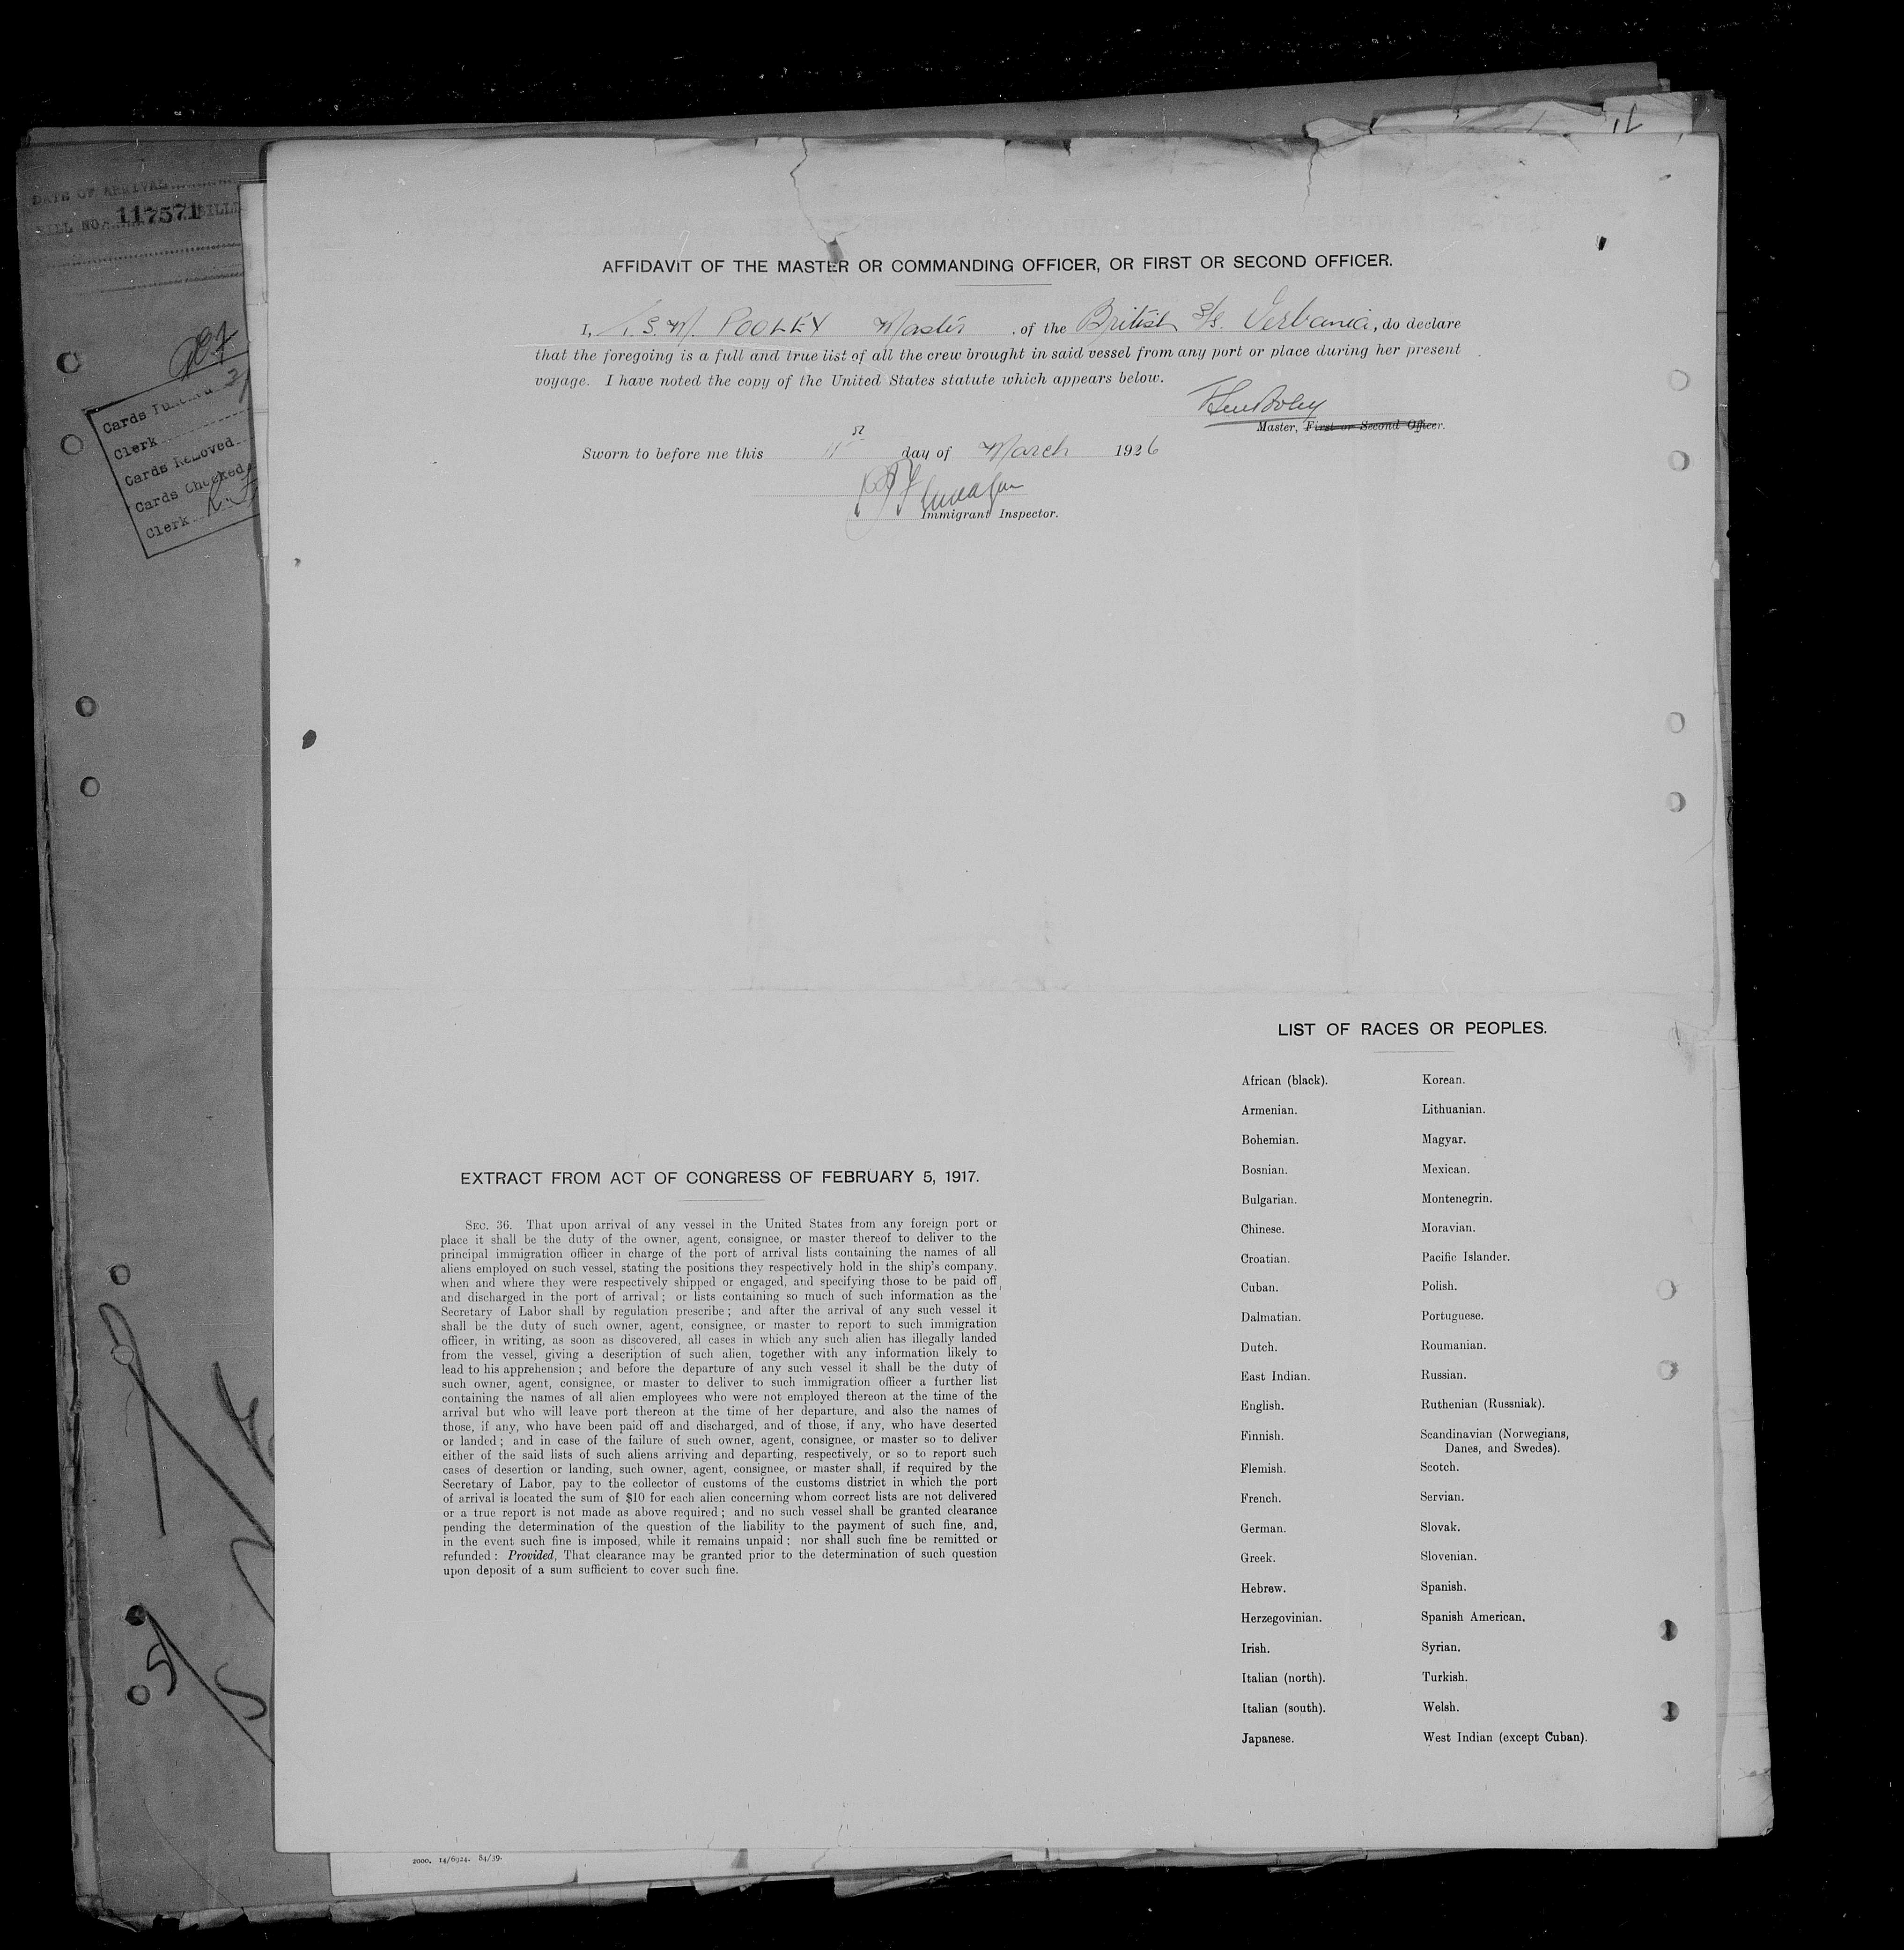 DATE OF ARRIVAL
BILL NO. 117571
Cards
Clerk
Cards Removed
Cards Checked
Clerk
AFFIDAVIT OF THE MASTER OR COMMANDING OFFICER, OR FIRST OR SECOND OFFICER.
I, S. M. POOLEY Master, of the British S/s. Verbania, do declare
that the foregoing is a full and true list of all the crew brought in said vessel from any port or place during her present
voyage. I have noted the copy of the United States statute which appears below.
Master, First or Second Officer.
Sworn to before me this 11 day of March 1926
Immigrant Inspector.
EXTRACT FROM ACT OF CONGRESS OF FEBRUARY 5, 1917.
SEC. 36. That upon arrival of any vessel in the United States from any foreign port or
place it shall be the duty of the owner, agent, consignee, or master thereof to deliver to the
principal immigration officer in charge of the port of arrival lists containing the names of all
aliens employed on such vessel, stating the positions they respectively hold in the ship's company,
when and where they were respectively shipped or engaged, and specifying those to be paid off
and discharged in the port of arrival; or lists containing so much of such information as the
Secretary of Labor shall by regulation prescribe; and after the arrival of any such vessel it
shall be the duty of such owner, agent, consignee, or master to report to such immigration
officer, in writing, as soon as discovered, all cases in which any such alien has illegally landed
from the vessel, giving a description of such alien, together with any information likely to
lead to his apprehension; and before the departure of any such vessel it shall be the duty of
such owner, agent, consignee, or master to deliver to such immigration officer a further list
containing the names of all alien employees who were not employed thereon at the time of the
arrival but who will leave port thereon at the time of her departure, and also the names of
those, if any, who have been paid off and discharged, and of those, if any, who have deserted
or landed; and in case of the failure of such owner, agent, consignee, or master so to deliver
either of the said lists of such aliens arriving and departing, respectively, or so to report such
cases of desertion or landing, such owner, agent, consignee, or master shall, if required by the
Secretary of Labor, pay to the collector of customs of the customs district in which the port
of arrival is located the sum of $10 for each alien concerning whom correct lists are not delivered
or a true report is not made as above required; and no such vessel shall be granted clearance
pending the determination of the question of the liability to the payment of such fine, and,
in the event such fine is imposed, while it remains unpaid; nor shall such fine be remitted or
refunded: Provided, That clearance may be granted prior to the determination of such question
upon deposit of a sum sufficient to cover such fine.
LIST OF RACES OR PEOPLES.
African (black).
Armenian.
Bohemian.
Bosnian.
Bulgarian.
Chinese.
Croatian.
Cuban.
Dalmatian.
Dutch.
East Indian.
English.
Finnish.
Flemish.
French.
German.
Greek.
Hebrew.
Herzegovinian.
Irish.
Italian (north).
Italian (south).
Japanese.
Korean.
Lithuanian.
Magyar.
Mexican.
Montenegrin.
Moravian.
Pacific Islander.
Polish.
Portuguese.
Roumanian.
Russian.
Ruthenian (Russniak).
Scandinavian (Norwegians,
Danes, and Swedes).
Scotch.
Servian.
Slovak.
Slovenian.
Spanish.
Spanish American.
Syrian.
Turkish.
Welsh.
West Indian (except Cuban).
2000. 14/6924. 84/39.